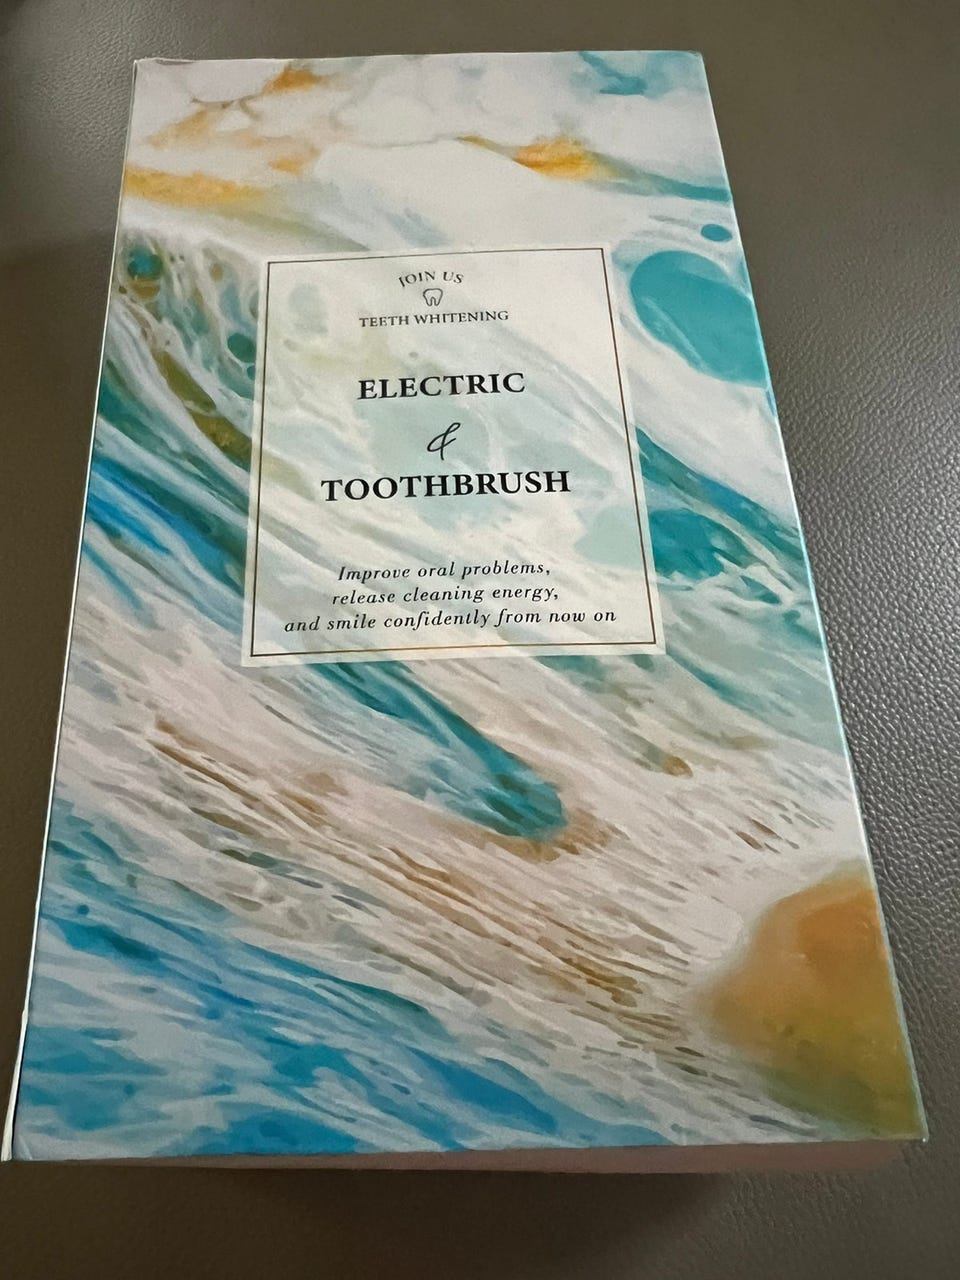 JOIN US
TEETH WHITENING
ELECTRIC
&
TOOTHBRUSH
Improve oral problems,
release cleaning energy,
and smile confidently from now on